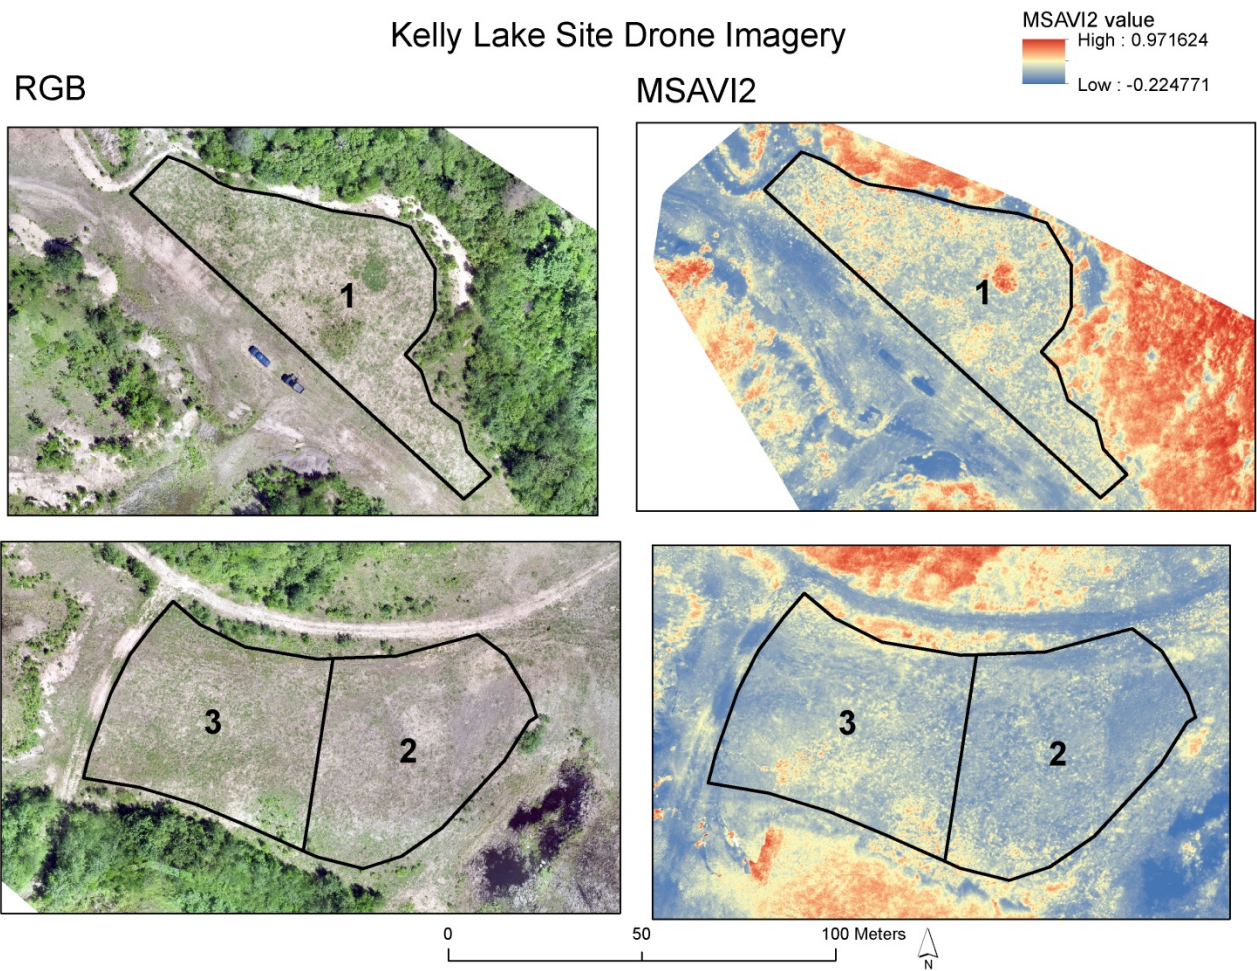 Kelly Lake Site Drone Imagery
MSAVI2 value
High : 0.971624
Low : -0.224771
RGB
MSAVI2
1
1
3
2
3
2
0
50
100 Meters
N